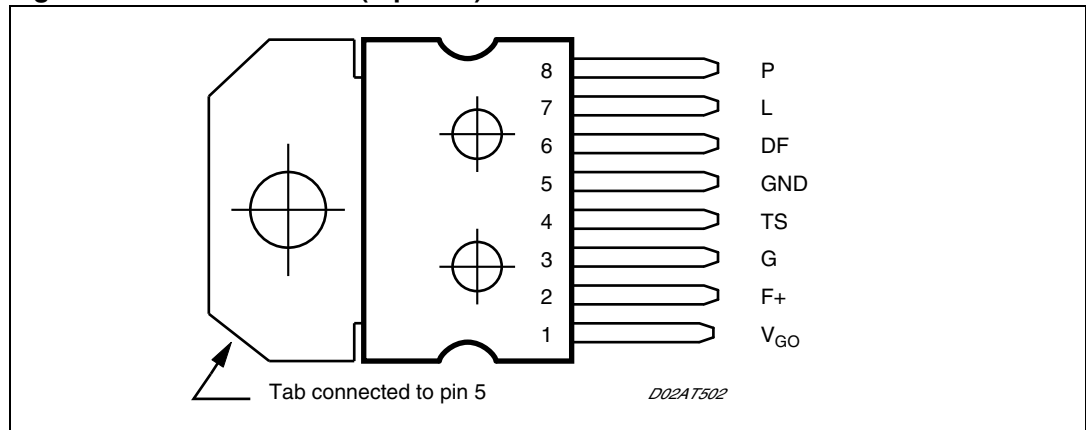 8 P
7 L
6 DF
5 GND
4 TS
3 G
2 F+
1 VGO
Tab connected to pin 5
D02AT502